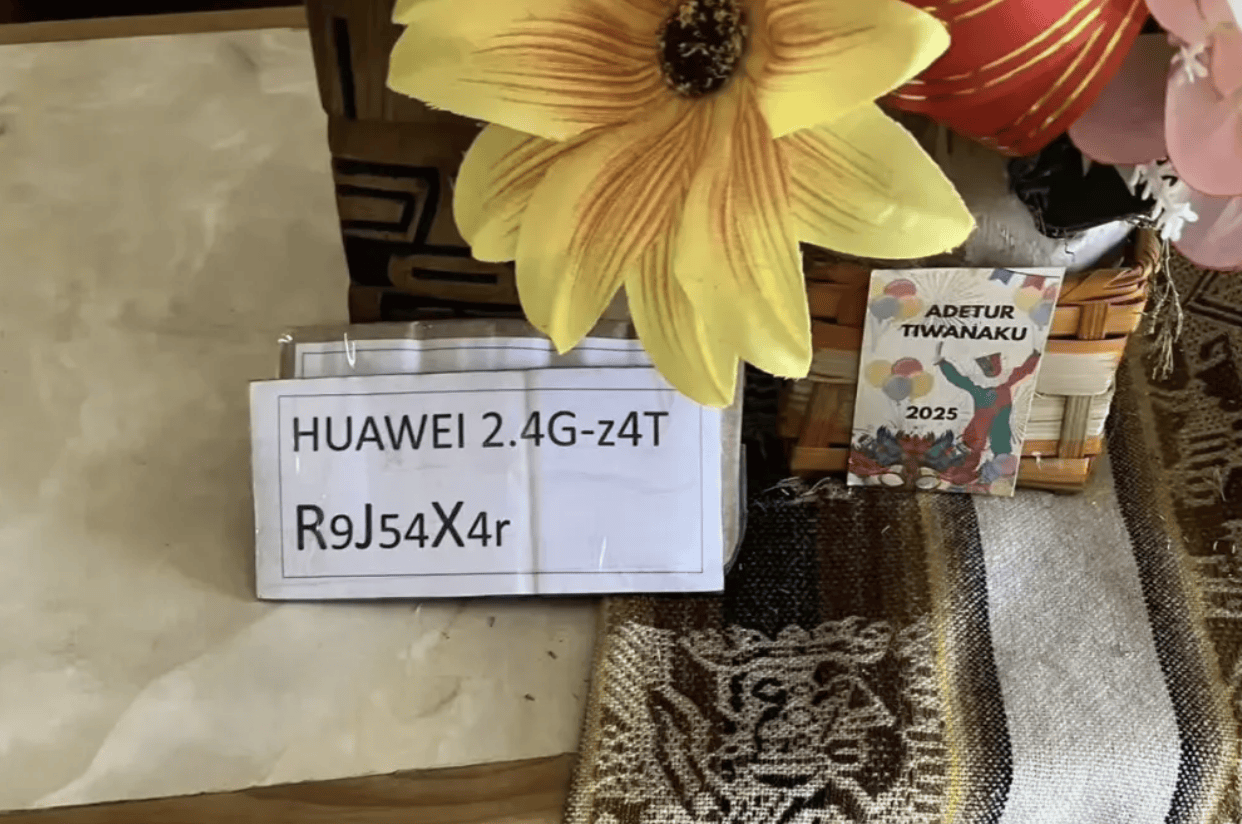 HUAWEI 2.4G-z4T
R9J54X4r
ADETUR
TIWANAKU
2025